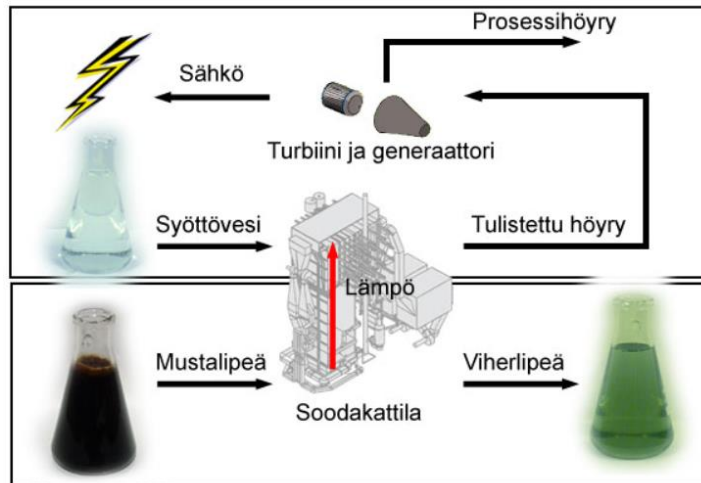 Prosessihöyry
Sähkö
Turbiini ja generaattori
Syöttövesi
Tulistettu höyry
Lämpö
Mustalipeä
Viherlipeä
Soodakattila